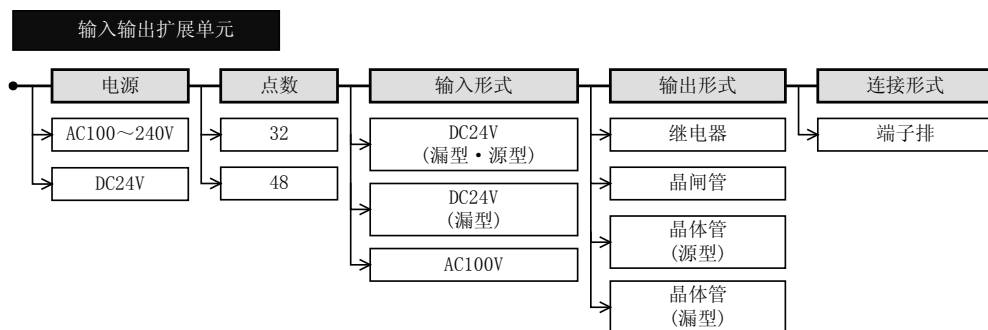 输入输出扩展单元
电源
点数
输入形式
输出形式
连接形式
AC100～240V
DC24V
32
48
DC24V
(漏型・源型)
DC24V
(漏型)
AC100V
继电器
晶闸管
晶体管
(源型)
晶体管
(漏型)
端子排